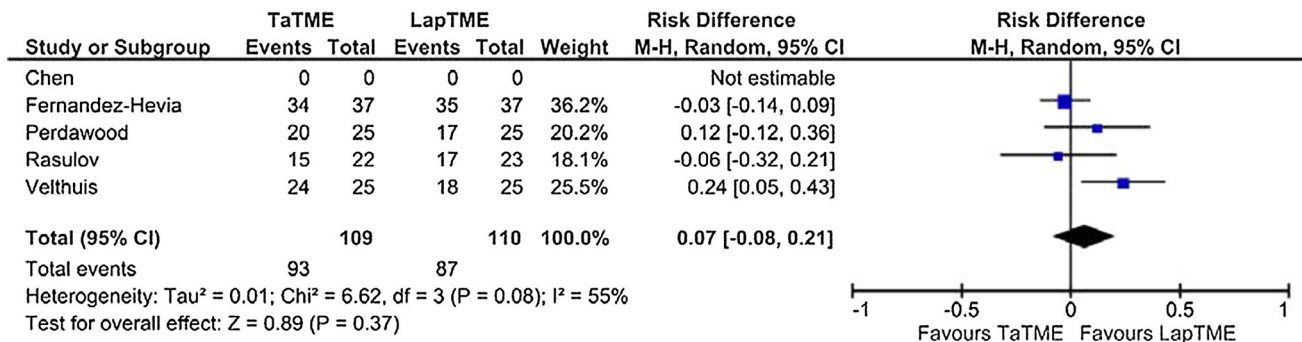 TaTME LapTME Risk Difference Risk Difference
Study or Subgroup Events Total Events Total Weight M-H, Random, 95% CI M-H, Random, 95% CI
Chen 0 0 0 0 Not estimable
Fernandez-Hevia 34 37 35 37 36.2% -0.03 [-0.14, 0.09]
Perdawood 20 25 17 25 20.2% 0.12 [-0.12, 0.36]
Rasulov 15 22 17 23 18.1% -0.06 [-0.32, 0.21]
Velthuis 24 25 18 25 25.5% 0.24 [0.05, 0.43]
Total (95% CI) 109 110 100.0% 0.07 [-0.08, 0.21]
Total events 93 87
Heterogeneity: Tau² = 0.01; Chi² = 6.62, df = 3 (P = 0.08); I² = 55%
Test for overall effect: Z = 0.89 (P = 0.37)
-1 -0.5 0 0.5 1
Favours TaTME Favours LapTME